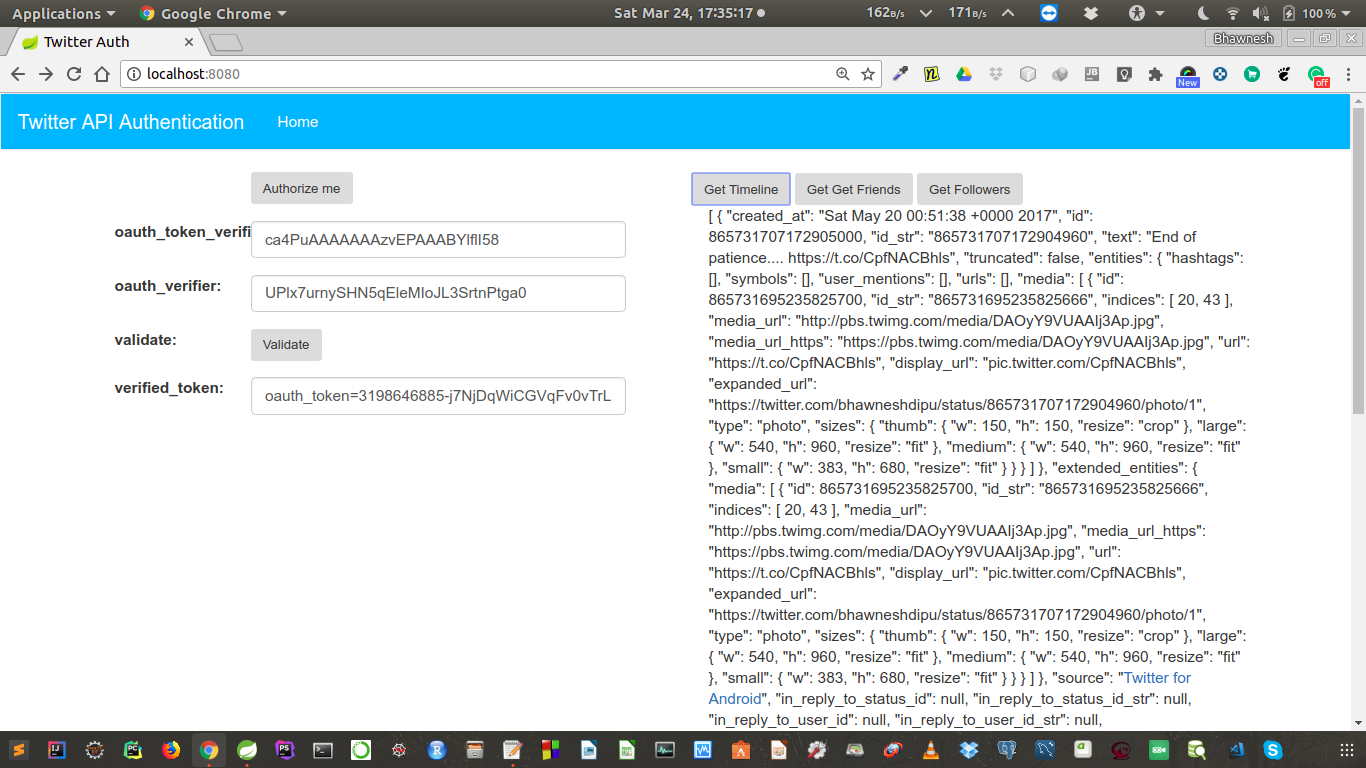 Applications
Google Chrome
Sat Mar 24, 17:35:17
162B/s
171B/s
100%
Twitter Auth
Bhawnesh
localhost:8080
New
off
Twitter API Authentication
Home
Authorize me
oauth_token_verifi
ca4PuAAAAAAAzvEPAAABYlflI58
oauth_verifier:
UPlx7urnySHN5qEleMIoJL3SrtnPtga0
validate:
Validate
verified_token:
oauth_token=3198646885-j7NjDqWiCGVqFv0vTrL
Get Timeline
Get Get Friends
Get Followers
[ { "created_at": "Sat May 20 00:51:38 +0000 2017", "id":
865731707172905000, "id_str": "865731707172904960", "text": "End of
patience.... https://t.co/CpfNACBhls", "truncated": false, "entities": { "hashtags":
[], "symbols": [], "user_mentions": [], "urls": [], "media": [ { "id":
865731695235825700, "id_str": "865731695235825666", "indices": [ 20, 43 ],
"media_url": "http://pbs.twimg.com/media/DAOyY9VUAAIj3Ap.jpg",
"media_url_https": "https://pbs.twimg.com/media/DAOyY9VUAAIj3Ap.jpg", "url":
"https://t.co/CpfNACBhls", "display_url": "pic.twitter.com/CpfNACBhls",
"expanded_url":
"https://twitter.com/bhawneshdipu/status/865731707172904960/photo/1",
"type": "photo", "sizes": { "thumb": { "w": 150, "h": 150, "resize": "crop" }, "large":
{ "w": 540, "h": 960, "resize": "fit" }, "medium": { "w": 540, "h": 960, "resize": "fit"
}, "small": { "w": 383, "h": 680, "resize": "fit" } } } ] }, "extended_entities": {
"media": [ { "id": 865731695235825700, "id_str": "865731695235825666",
"indices": [ 20, 43 ], "media_url":
"http://pbs.twimg.com/media/DAOyY9VUAAIj3Ap.jpg", "media_url_https":
"https://pbs.twimg.com/media/DAOyY9VUAAIj3Ap.jpg", "url":
"https://t.co/CpfNACBhls", "display_url": "pic.twitter.com/CpfNACBhls",
"expanded_url":
"https://twitter.com/bhawneshdipu/status/865731707172904960/photo/1",
"type": "photo", "sizes": { "thumb": { "w": 150, "h": 150, "resize": "crop" }, "large":
{ "w": 540, "h": 960, "resize": "fit" }, "medium": { "w": 540, "h": 960, "resize": "fit"
}, "small": { "w": 383, "h": 680, "resize": "fit" } } } ] }, "source": "Twitter for
Android", "in_reply_to_status_id": null, "in_reply_to_status_id_str": null,
"in_reply_to_user_id": null, "in_reply_to_user_id_str": null,